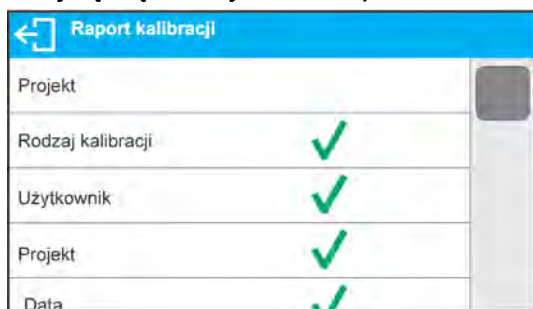 Raport kalibracji
Projekt
Rodzaj kalibracji
Użytkownik
Projekt
Data